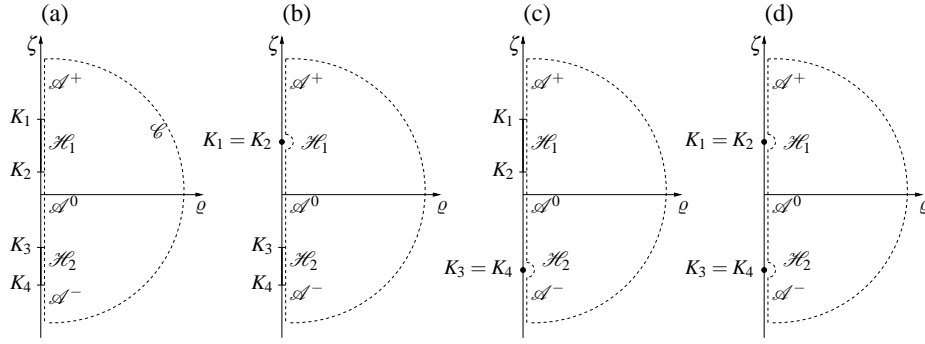 (a) (b) (c) (d)
ζ ζ ζ ζ
𝒜⁺ 𝒜⁺ 𝒜⁺ 𝒜⁺
K₁ 𝒞 K₁
ℋ₁ K₁ = K₂ ℋ₁ ℋ₁ K₁ = K₂ ℋ₁
K₂ K₂
𝒜⁰ ϱ 𝒜⁰ ϱ 𝒜⁰ ϱ 𝒜⁰ ϱ
K₃ K₃
ℋ₂ ℋ₂ K₃ = K₄ ℋ₂ K₃ = K₄ ℋ₂
K₄ K₄
𝒜⁻ 𝒜⁻ 𝒜⁻ 𝒜⁻